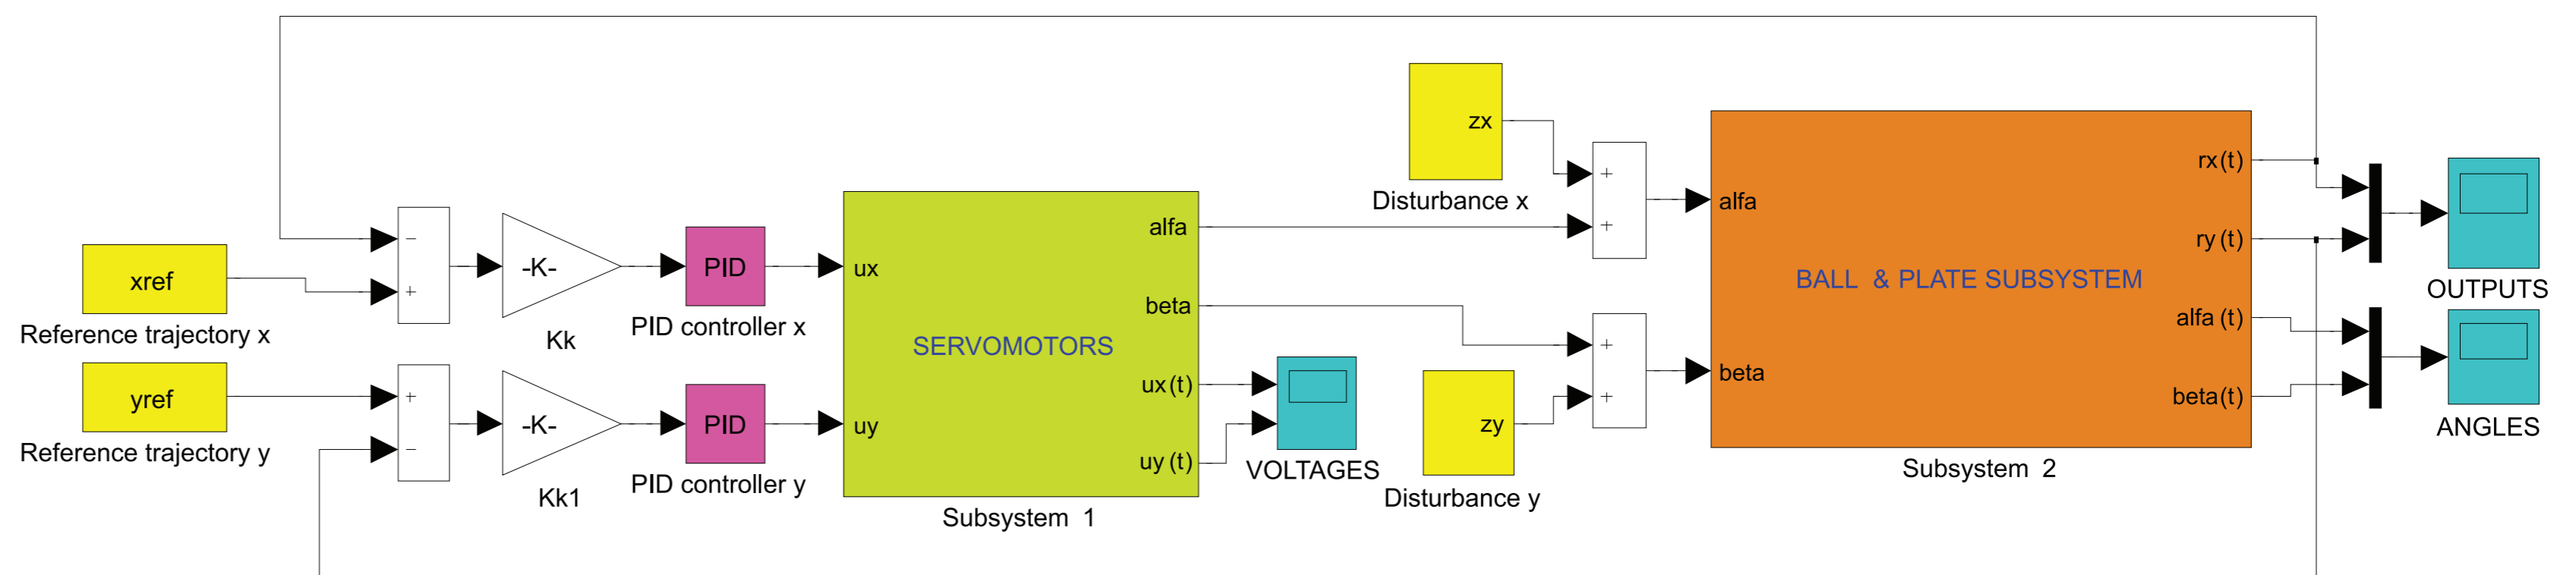 xref
Reference trajectory x
yref
Reference trajectory y
−
+
+
−
-K-
Kk
-K-
Kk1
PID
PID controller x
PID
PID controller y
ux
uy
SERVOMOTORS
alfa
beta
ux(t)
uy (t)
Subsystem 1
VOLTAGES
zx
Disturbance x
zy
Disturbance y
+
+
+
+
alfa
beta
BALL & PLATE SUBSYSTEM
rx(t)
ry (t)
alfa (t)
beta(t)
Subsystem 2
OUTPUTS
ANGLES